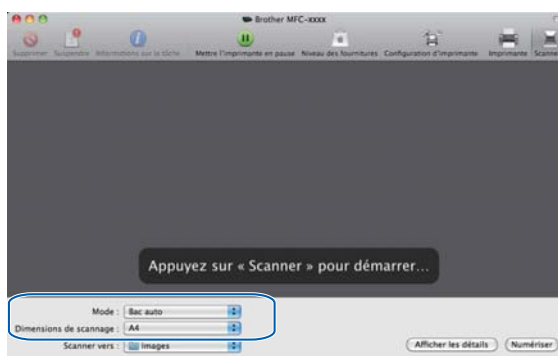 Brother MFC-xxxx
Supprimer Suspendre Informations sur la tâche Mettre l'imprimante en pause Niveau des fournitures Configuration d'imprimante Imprimante Scanne
Appuyez sur « Scanner » pour démarrer...
Mode : Bac auto
Dimensions de scannage : A4
Scanner vers : Images
Afficher les détails Numériser